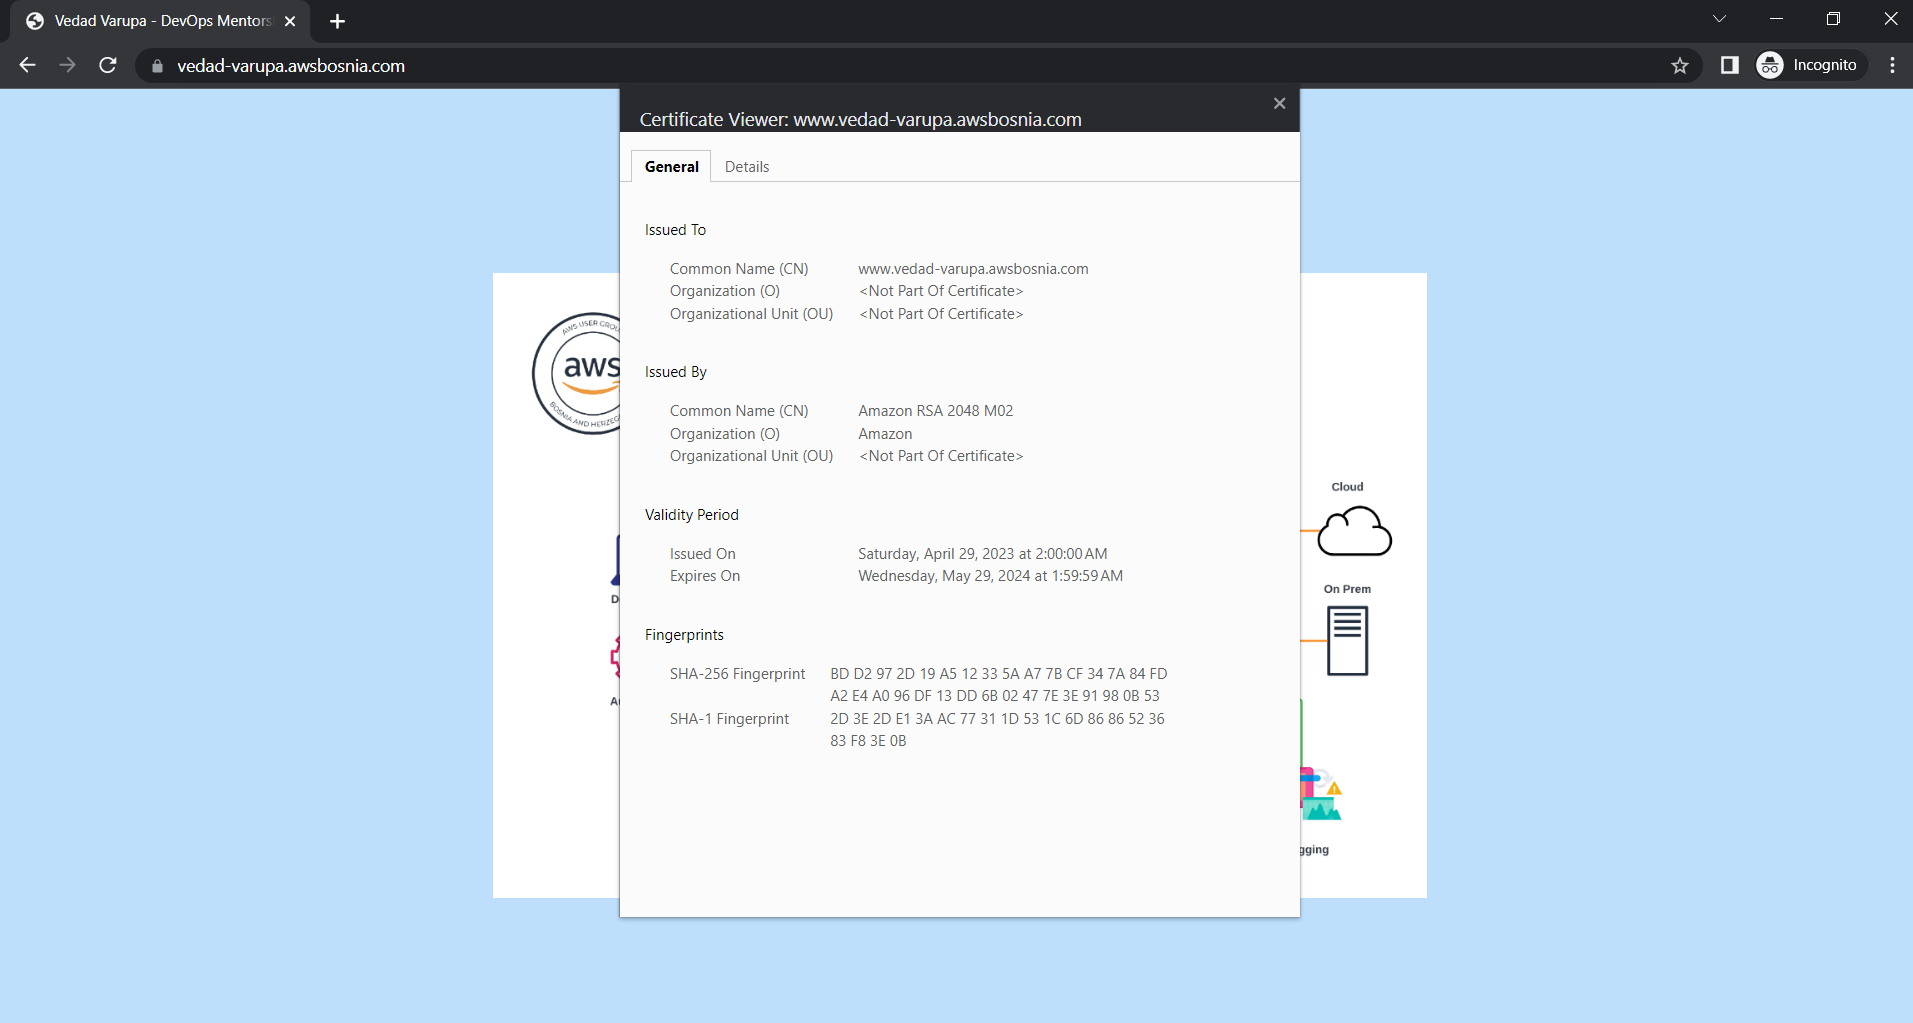 Vedad Varupa - DevOps Mentors
vedad-varupa.awsbosnia.com
Incognito
Certificate Viewer: www.vedad-varupa.awsbosnia.com
General
Details
Issued To
Common Name (CN) www.vedad-varupa.awsbosnia.com
Organization (O) <Not Part Of Certificate>
Organizational Unit (OU) <Not Part Of Certificate>
Issued By
Common Name (CN) Amazon RSA 2048 M02
Organization (O) Amazon
Organizational Unit (OU) <Not Part Of Certificate>
Validity Period
Issued On Saturday, April 29, 2023 at 2:00:00 AM
Expires On Wednesday, May 29, 2024 at 1:59:59 AM
Fingerprints
SHA-256 Fingerprint BD D2 97 2D 19 A5 12 33 5A A7 7B CF 34 7A 84 FD
A2 E4 A0 96 DF 13 DD 6B 02 47 7E 3E 91 98 0B 53
SHA-1 Fingerprint 2D 3E 2D E1 3A AC 77 31 1D 53 1C 6D 86 86 52 36
83 F8 3E 0B
AWS USER GROU
aws
BOSNIA AND HERZEG
Cloud
On Prem
gging